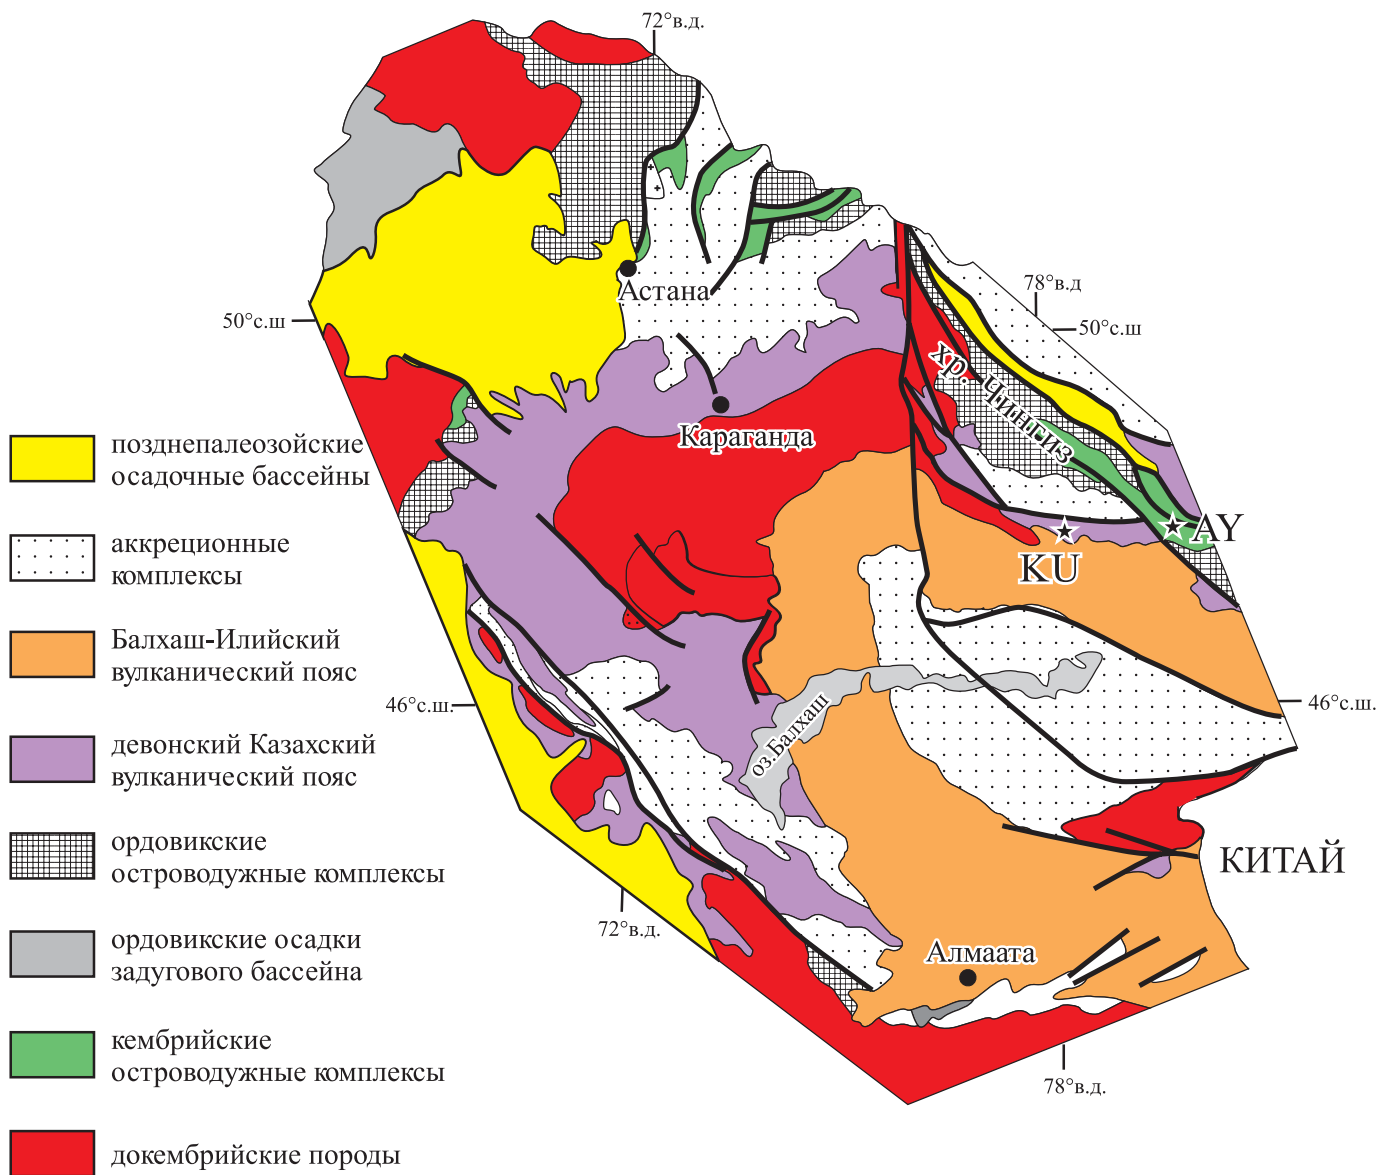 72°в.д.
78°в.д
50°с.ш
50°с.ш
Астана
хр. Чингиз
Караганда
позднепалеозойские
осадочные бассейны
аккреционные
комплексы
KU
AY
Балхаш-Илийский
вулканический пояс
46°с.ш.
46°с.ш.
оз.Балхаш
девонский Казахский
вулканический пояс
ордовикские
островодужные комплексы
КИТАЙ
72°в.д.
ордовикские осадки
задугового бассейна
Алмаата
кембрийские
островодужные комплексы
78°в.д.
докембрийские породы